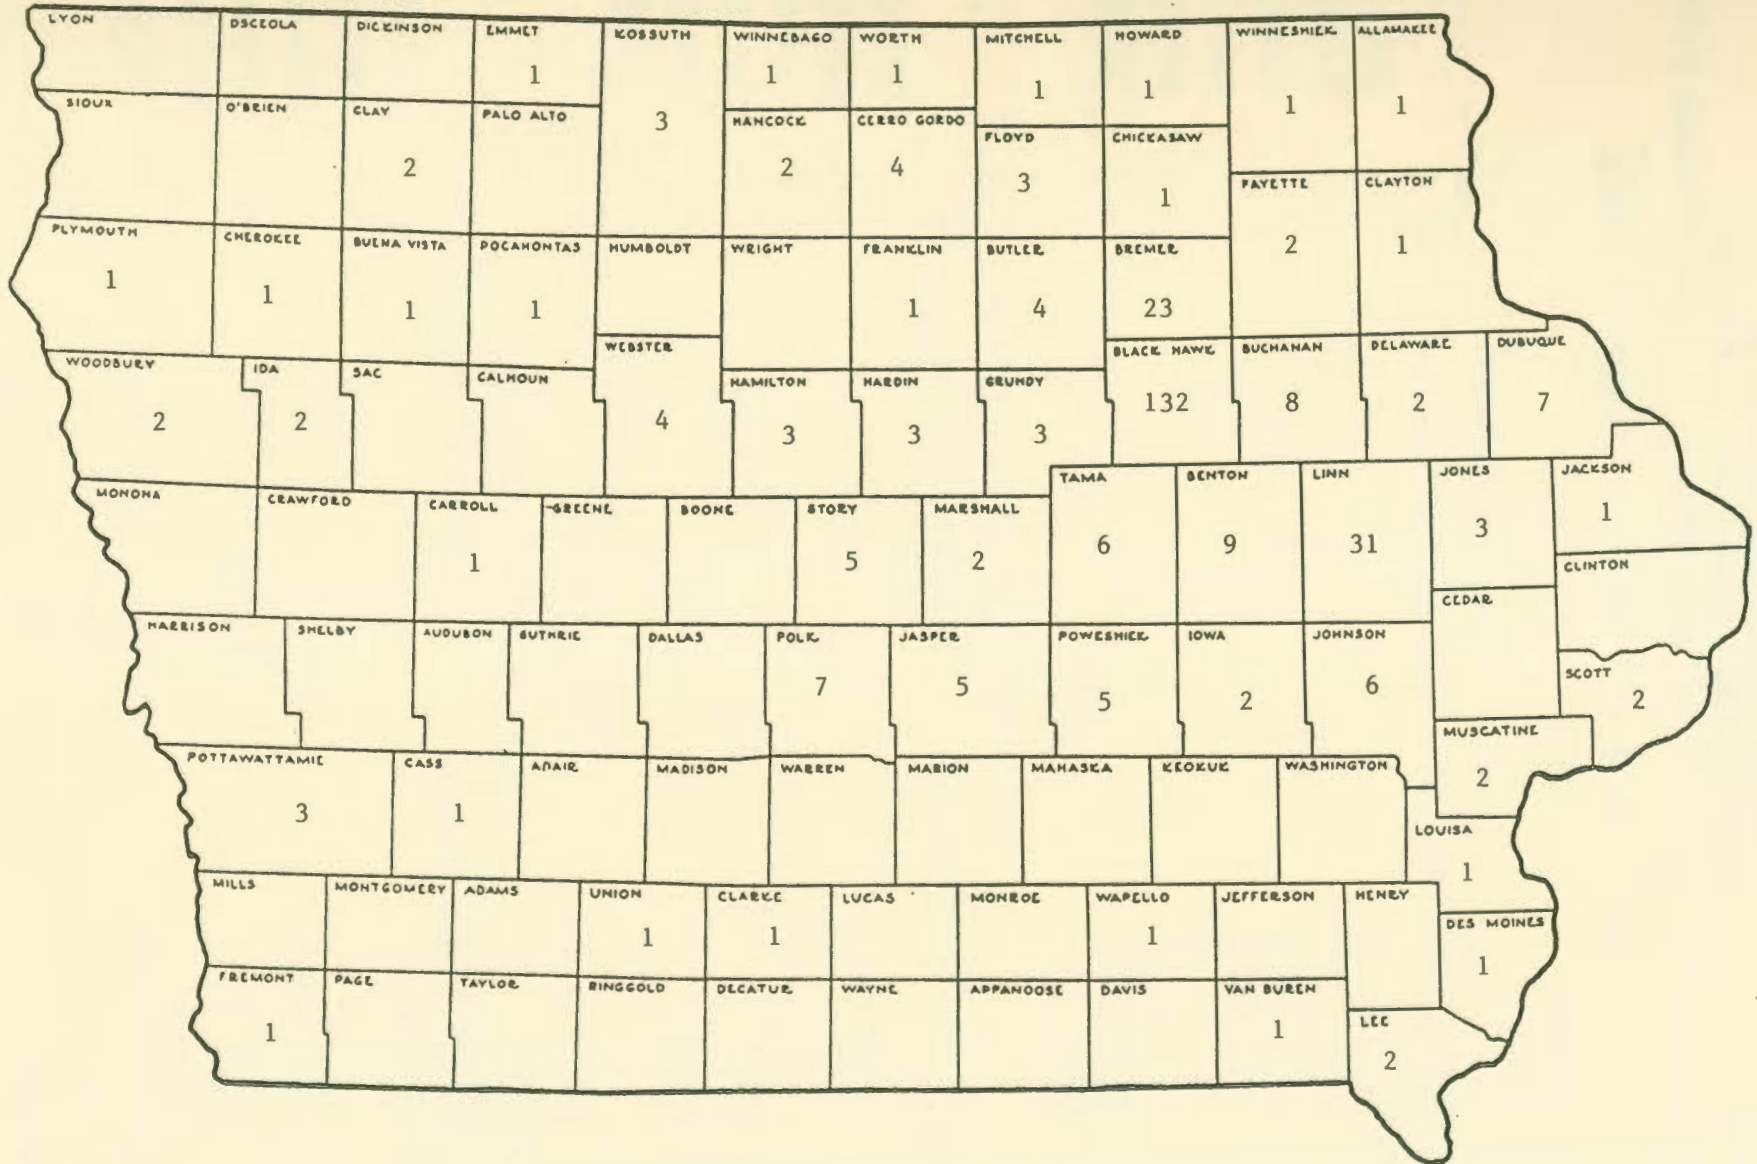 LYON OSCEOLA DICKINSON EMMET KOSSUTH WINNEBAGO WORTH MITCHELL HOWARD WINNESHIEK ALLAMAKEE
1 3 1 1 1 1 1 1
SIOUX O'BRIEN CLAY PALO ALTO HANCOCK CERRO GORDO FLOYD CHICKASAW
2 2 4 3 1
FAYETTE CLAYTON
2 1
PLYMOUTH CHEROKEE BUENA VISTA POCAHONTAS HUMBOLDT WRIGHT FRANKLIN BUTLER BREMER
1 1 1 1 1 4 23
WOODBURY IDA SAC CALHOUN WEBSTER HAMILTON HARDIN GRUNDY BLACK HAWK BUCHANAN DELAWARE DUBUQUE
2 2 4 3 3 3 132 8 2 7
MONONA CRAWFORD CARROLL GREENE BOONE STORY MARSHALL TAMA BENTON LINN JONES JACKSON
1 5 2 6 9 31 3 1
CLINTON
CEDAR
HARRISON SHELBY AUDUBON GUTHRIE DALLAS POLK JASPER POWESHIEK IOWA JOHNSON SCOTT
7 5 5 2 6 2
POTTAWATTAMIE CASS ADAIR MADISON WARREN MARION MAHASKA KEOKUK WASHINGTON MUSCATINE
3 1 2
LOUISA
1
MILLS MONTGOMERY ADAMS UNION CLARKE LUCAS MONROE WAPELLO JEFFERSON HENRY DES MOINES
1 1 1 1
FREMONT PAGE TAYLOR RINGGOLD DECATUR WAYNE APPANOOSE DAVIS VAN BUREN LEE
1 1 2